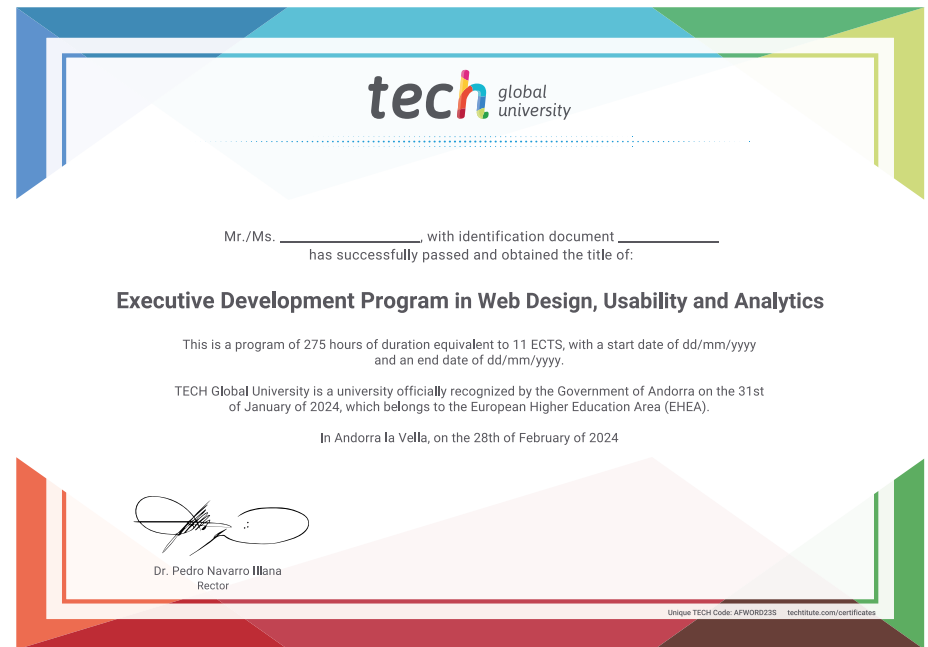 tech global
university
Mr./Ms. ____________________, with identification document ______________
has successfully passed and obtained the title of:
Executive Development Program in Web Design, Usability and Analytics
This is a program of 275 hours of duration equivalent to 11 ECTS, with a start date of dd/mm/yyyy
and an end date of dd/mm/yyyy.
TECH Global University is a university officially recognized by the Government of Andorra on the 31st
of January of 2024, which belongs to the European Higher Education Area (EHEA).
In Andorra la Vella, on the 28th of February of 2024
Dr. Pedro Navarro Illana
Rector
Unique TECH Code: AFWORD23S techtitute.com/certificates